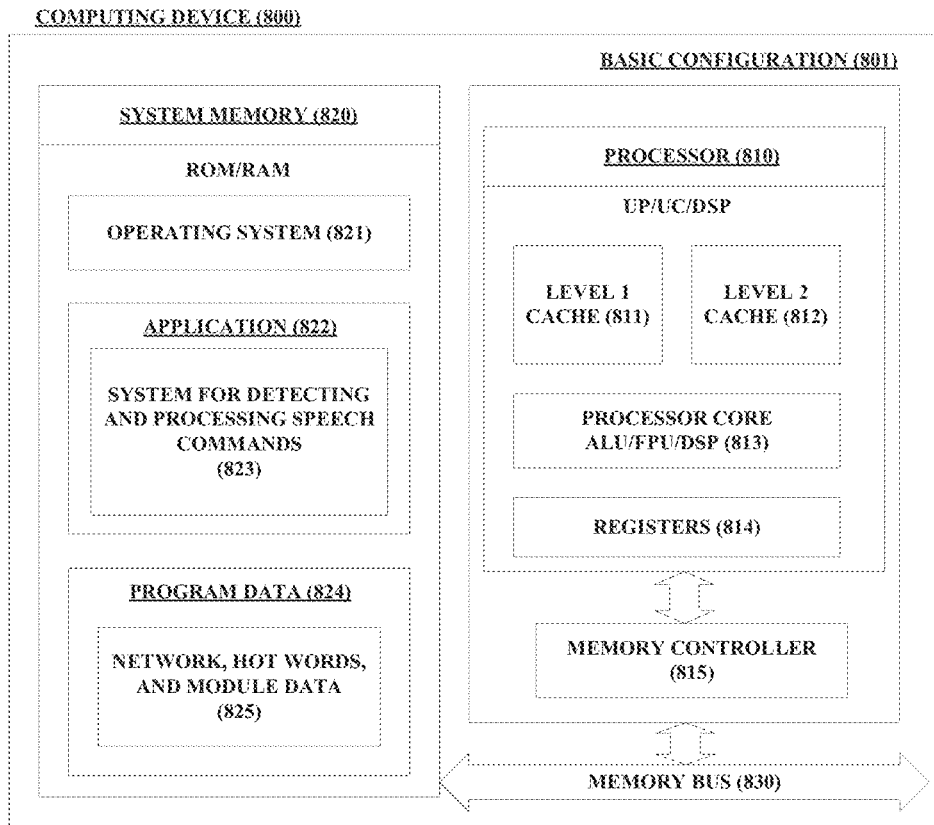 COMPUTING DEVICE (800)
BASIC CONFIGURATION (801)
SYSTEM MEMORY (820)
ROM/RAM
OPERATING SYSTEM (821)
APPLICATION (822)
SYSTEM FOR DETECTING
AND PROCESSING SPEECH
COMMANDS
(823)
PROGRAM DATA (824)
NETWORK, HOT WORDS,
AND MODULE DATA
(825)
PROCESSOR (810)
UP/UC/DSP
LEVEL 1
CACHE (811)
LEVEL 2
CACHE (812)
PROCESSOR CORE
ALU/FPU/DSP (813)
REGISTERS (814)
MEMORY CONTROLLER
(815)
MEMORY BUS (830)